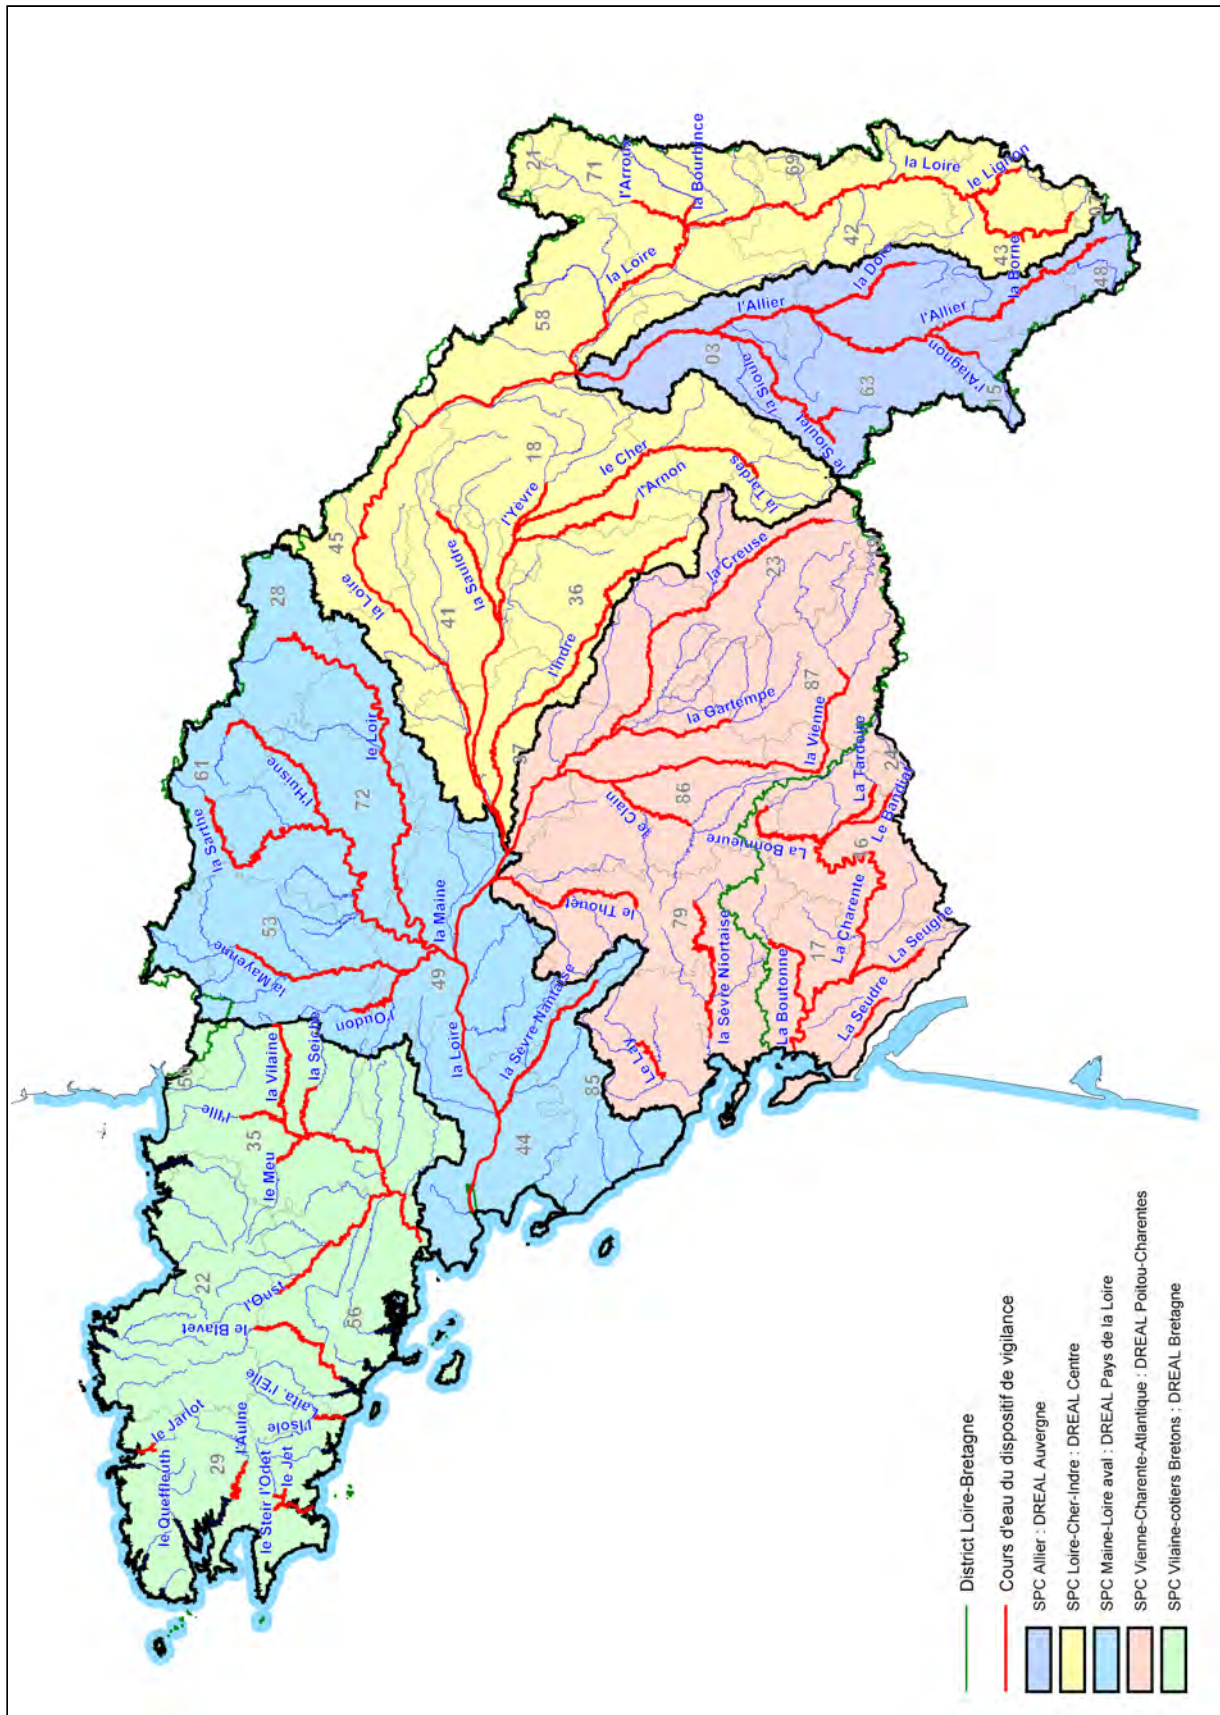 le Queffleuth
le Jarlot
29
l'Aulne
le Steir l'Odet
le Jet
l'Isole
Laïta, l'Elle
le Blavet
22
l'Oust
56
le Meu
35
l'Ille
la Vilaine
la Seiche
50
l'Oudon
la Mayenne
53
la Sarthe
61
l'Huisne
72
le Loir
28
la Maine
49
la Loire
la Sèvre Nantaise
44
85
Le Lay
le Thouet
79
la Sèvre Niortaise
La Boutonne
17
La Charente
La Seugne
La Seudre
16
La Bonnieure
Le Bandiat
La Tardoire
24
86
le Clain
la Vienne
87
la Gartempe
la Creuse
23
19
37
l'Indre
36
41
la Sauldre
la Loire
45
l'Yèvre
18
le Cher
l'Arnon
la Tardes
58
la Loire
l'Arroux
21
71
la Bourbince
69
42
la Loire
le Lignon
43
la Borne
07
48
l'Allier
la Dore
l'Allier
03
la Sioule
le Sioulet
63
l'Alagnon
15
District Loire-Bretagne
Cours d'eau du dispositif de vigilance
SPC Allier : DREAL Auvergne
SPC Loire-Cher-Indre : DREAL Centre
SPC Maine-Loire aval : DREAL Pays de la Loire
SPC Vienne-Charente-Atlantique : DREAL Poitou-Charentes
SPC Vilaine-cotiers Bretons : DREAL Bretagne